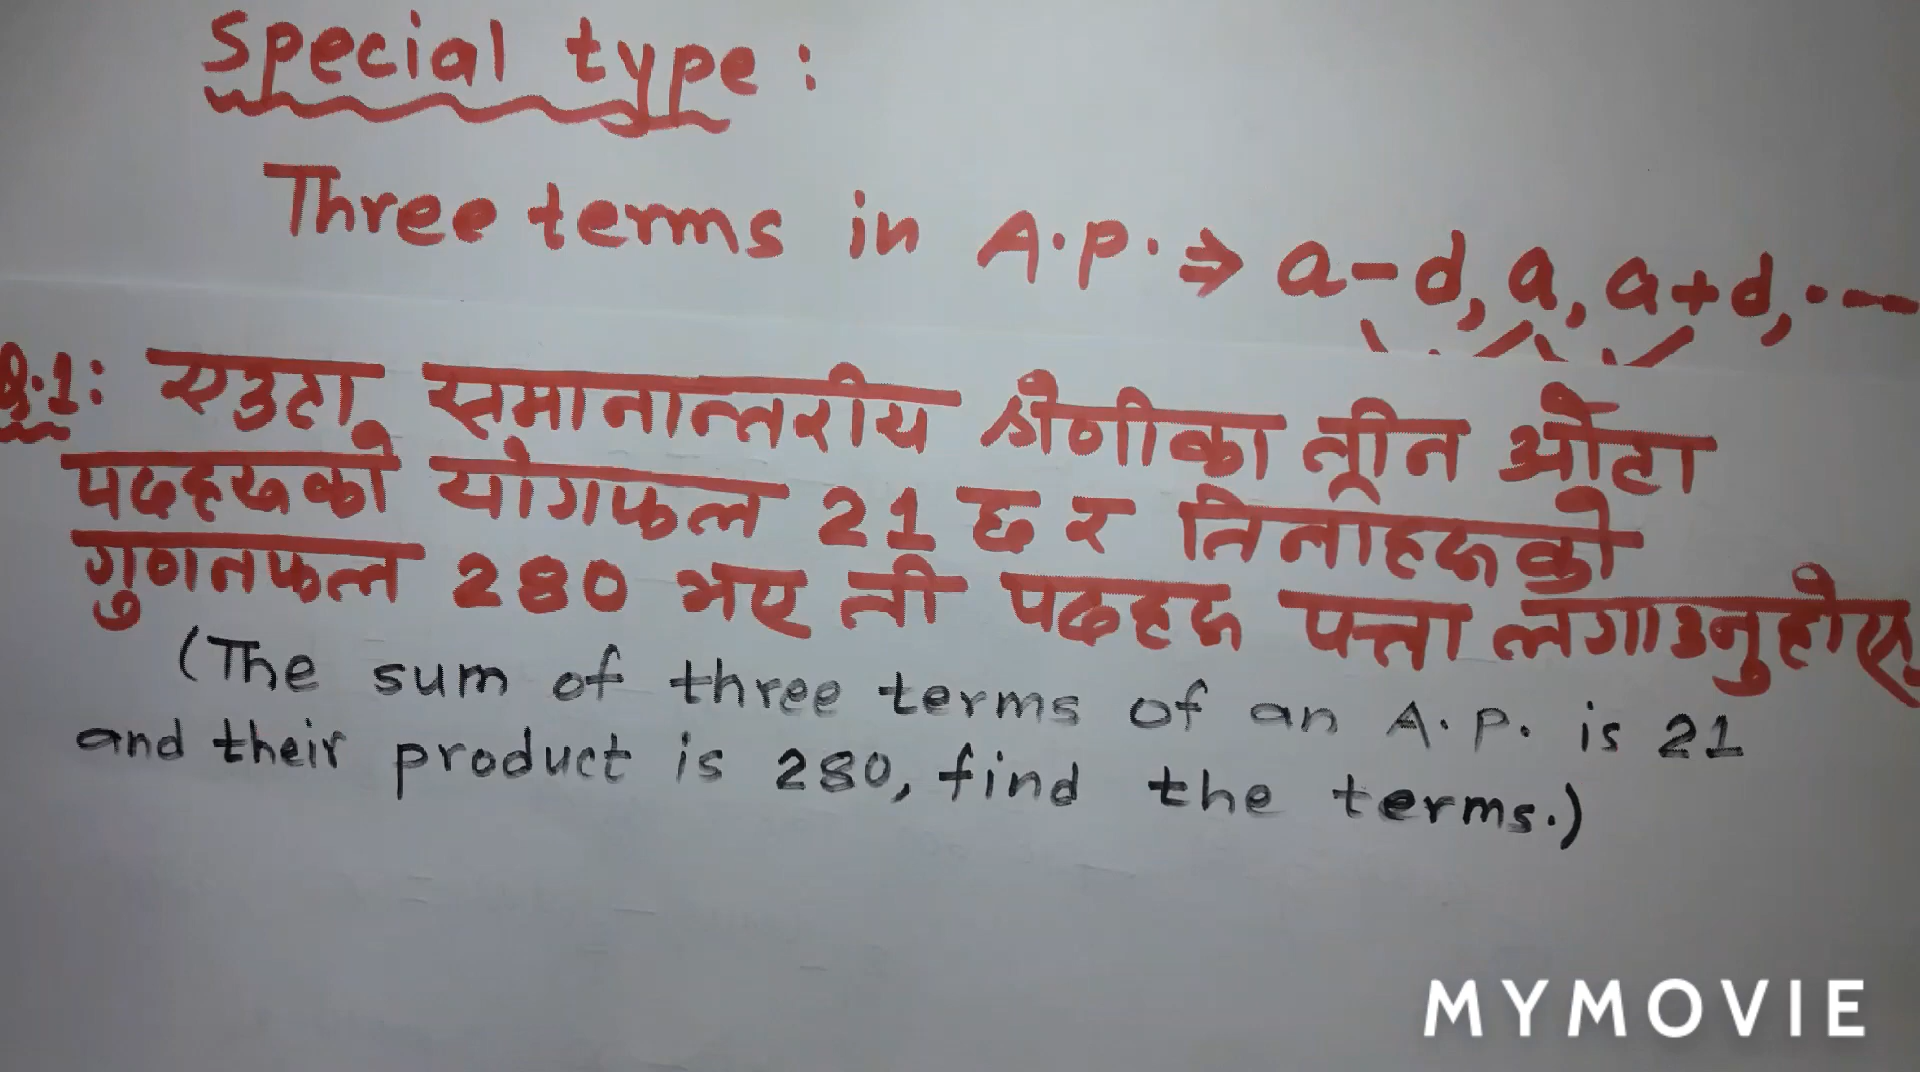 Special type:
Three terms in A.P. ⇒ a-d, a, a+d, ·--
Q.1: एउटा समानान्तरीय श्रेणीका तीन ओटा
पदहरुको योगफल 21 छ र तिनीहरुको
गुणनफल 280 भए ती पदहरु पत्ता लगाउनुहोस्.
(The sum of three terms of an A.P. is 21
and their product is 280, find the terms.)
MYMOVIE